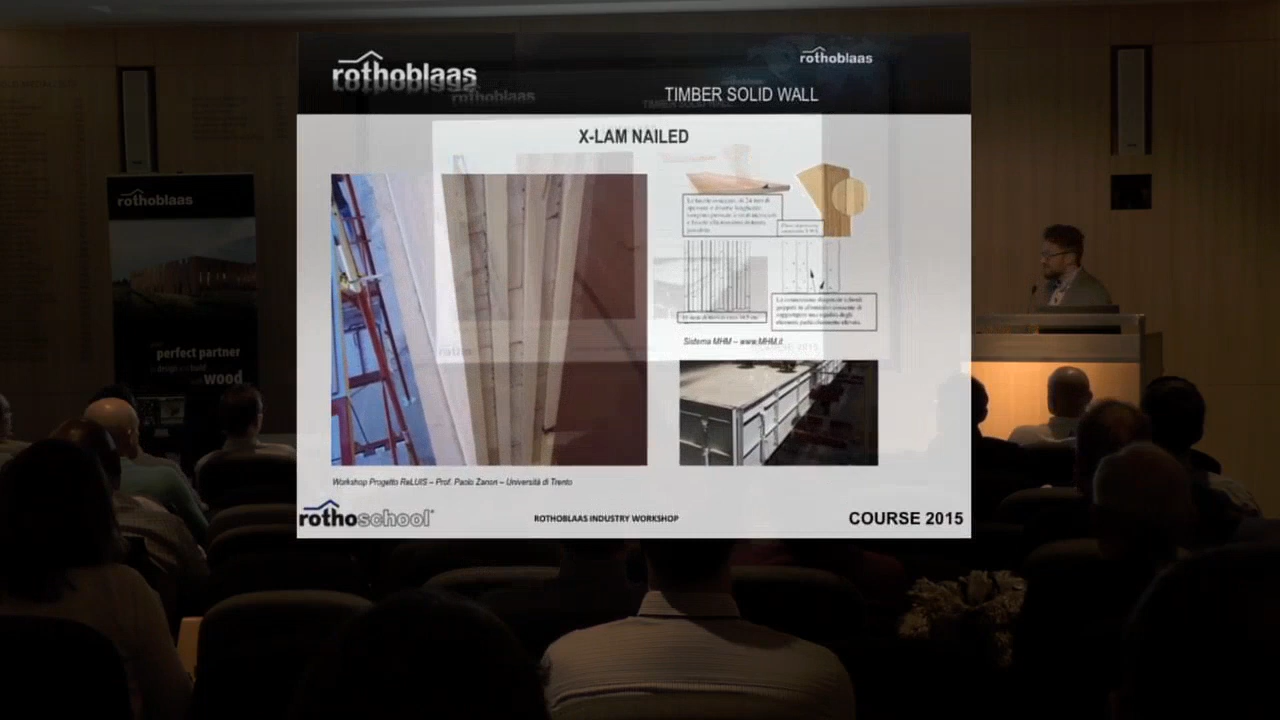 rothoblaas
rothoblaas
TIMBER SOLID WALL
X-LAM NAILED
Sistema MHM – www.MHM.it
Workshop Progetto ReLUIS – Prof. Paolo Zanon – Università di Trento
rothoschool
ROTHOBLAAS INDUSTRY WORKSHOP
COURSE 2015
rothoblaas
perfect partner
wood